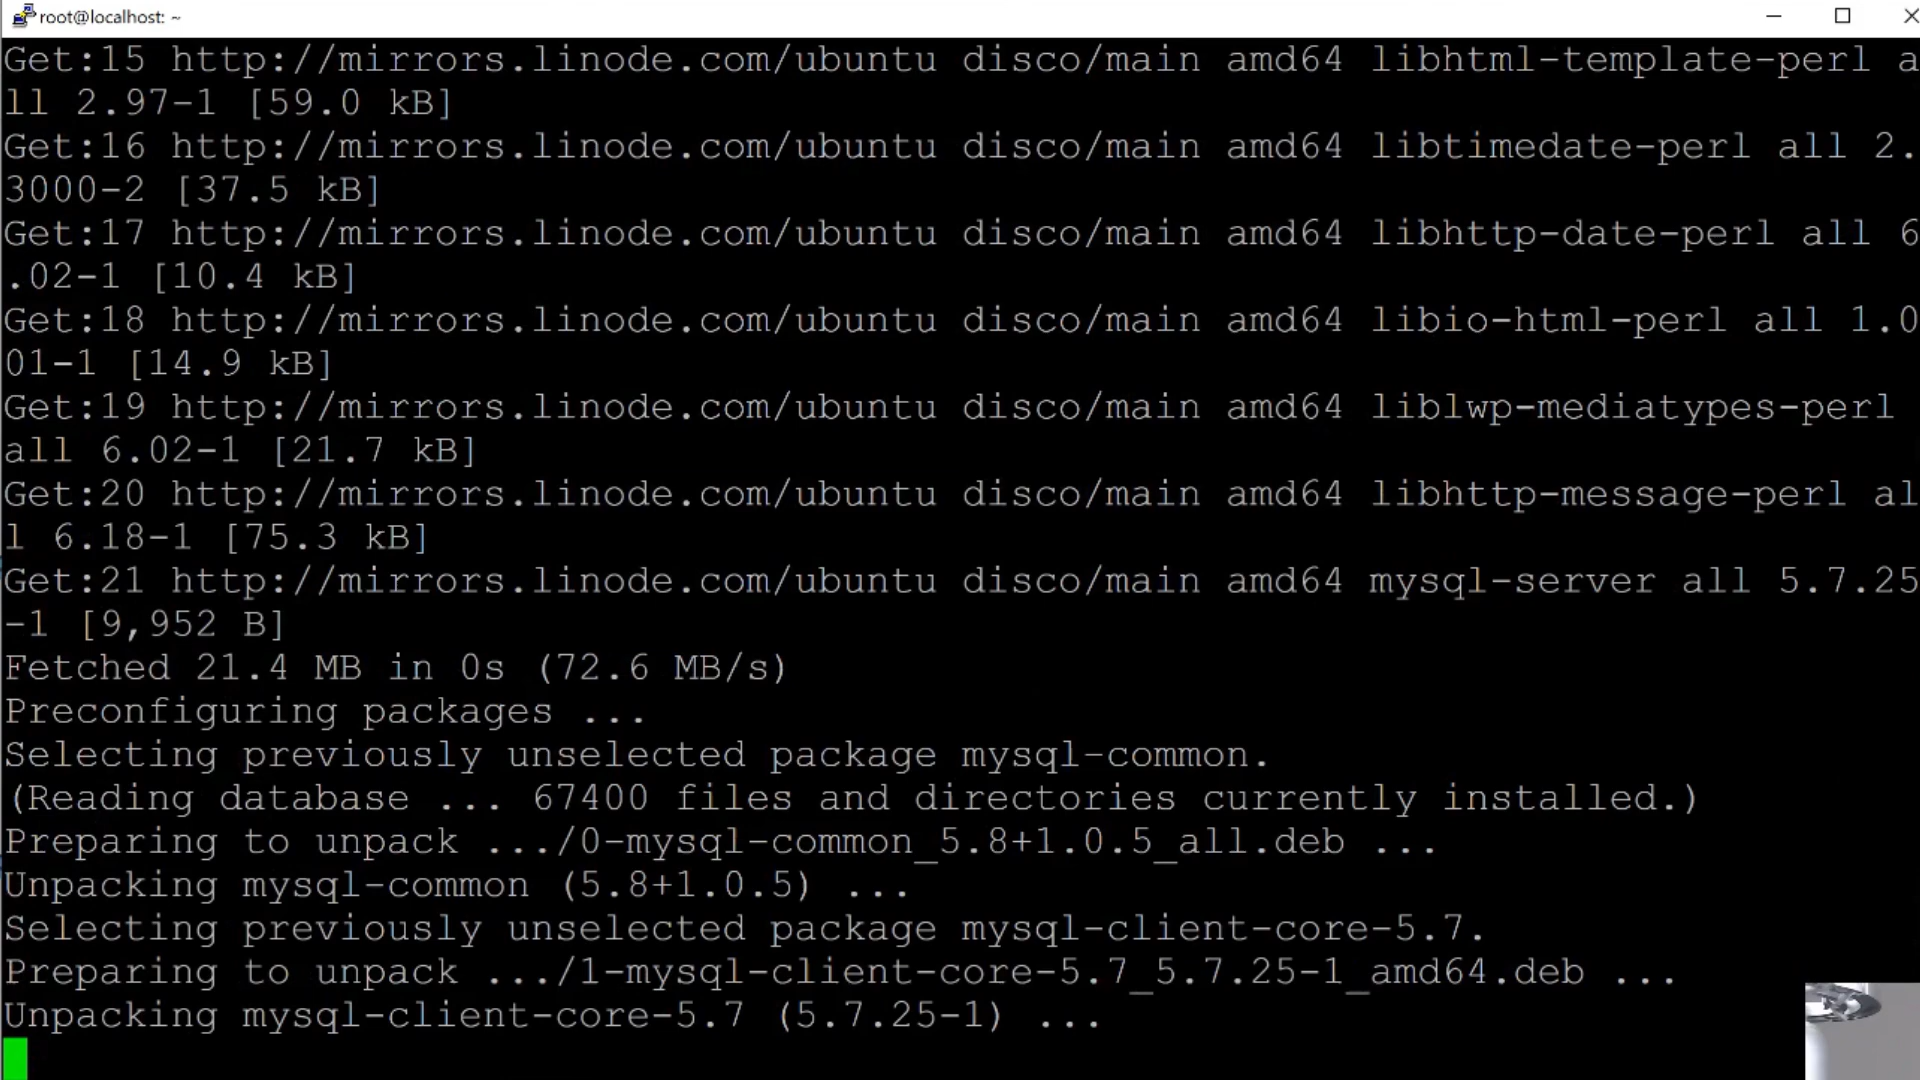 root@localhost: ~
Get:15 http://mirrors.linode.com/ubuntu disco/main amd64 libhtml-template-perl a
ll 2.97-1 [59.0 kB]
Get:16 http://mirrors.linode.com/ubuntu disco/main amd64 libtimedate-perl all 2.
3000-2 [37.5 kB]
Get:17 http://mirrors.linode.com/ubuntu disco/main amd64 libhttp-date-perl all 6
.02-1 [10.4 kB]
Get:18 http://mirrors.linode.com/ubuntu disco/main amd64 libio-html-perl all 1.0
01-1 [14.9 kB]
Get:19 http://mirrors.linode.com/ubuntu disco/main amd64 liblwp-mediatypes-perl
all 6.02-1 [21.7 kB]
Get:20 http://mirrors.linode.com/ubuntu disco/main amd64 libhttp-message-perl al
l 6.18-1 [75.3 kB]
Get:21 http://mirrors.linode.com/ubuntu disco/main amd64 mysql-server all 5.7.25
-1 [9,952 B]
Fetched 21.4 MB in 0s (72.6 MB/s)
Preconfiguring packages ...
Selecting previously unselected package mysql-common.
(Reading database ... 67400 files and directories currently installed.)
Preparing to unpack .../0-mysql-common_5.8+1.0.5_all.deb ...
Unpacking mysql-common (5.8+1.0.5) ...
Selecting previously unselected package mysql-client-core-5.7.
Preparing to unpack .../1-mysql-client-core-5.7_5.7.25-1_amd64.deb ...
Unpacking mysql-client-core-5.7 (5.7.25-1) ...